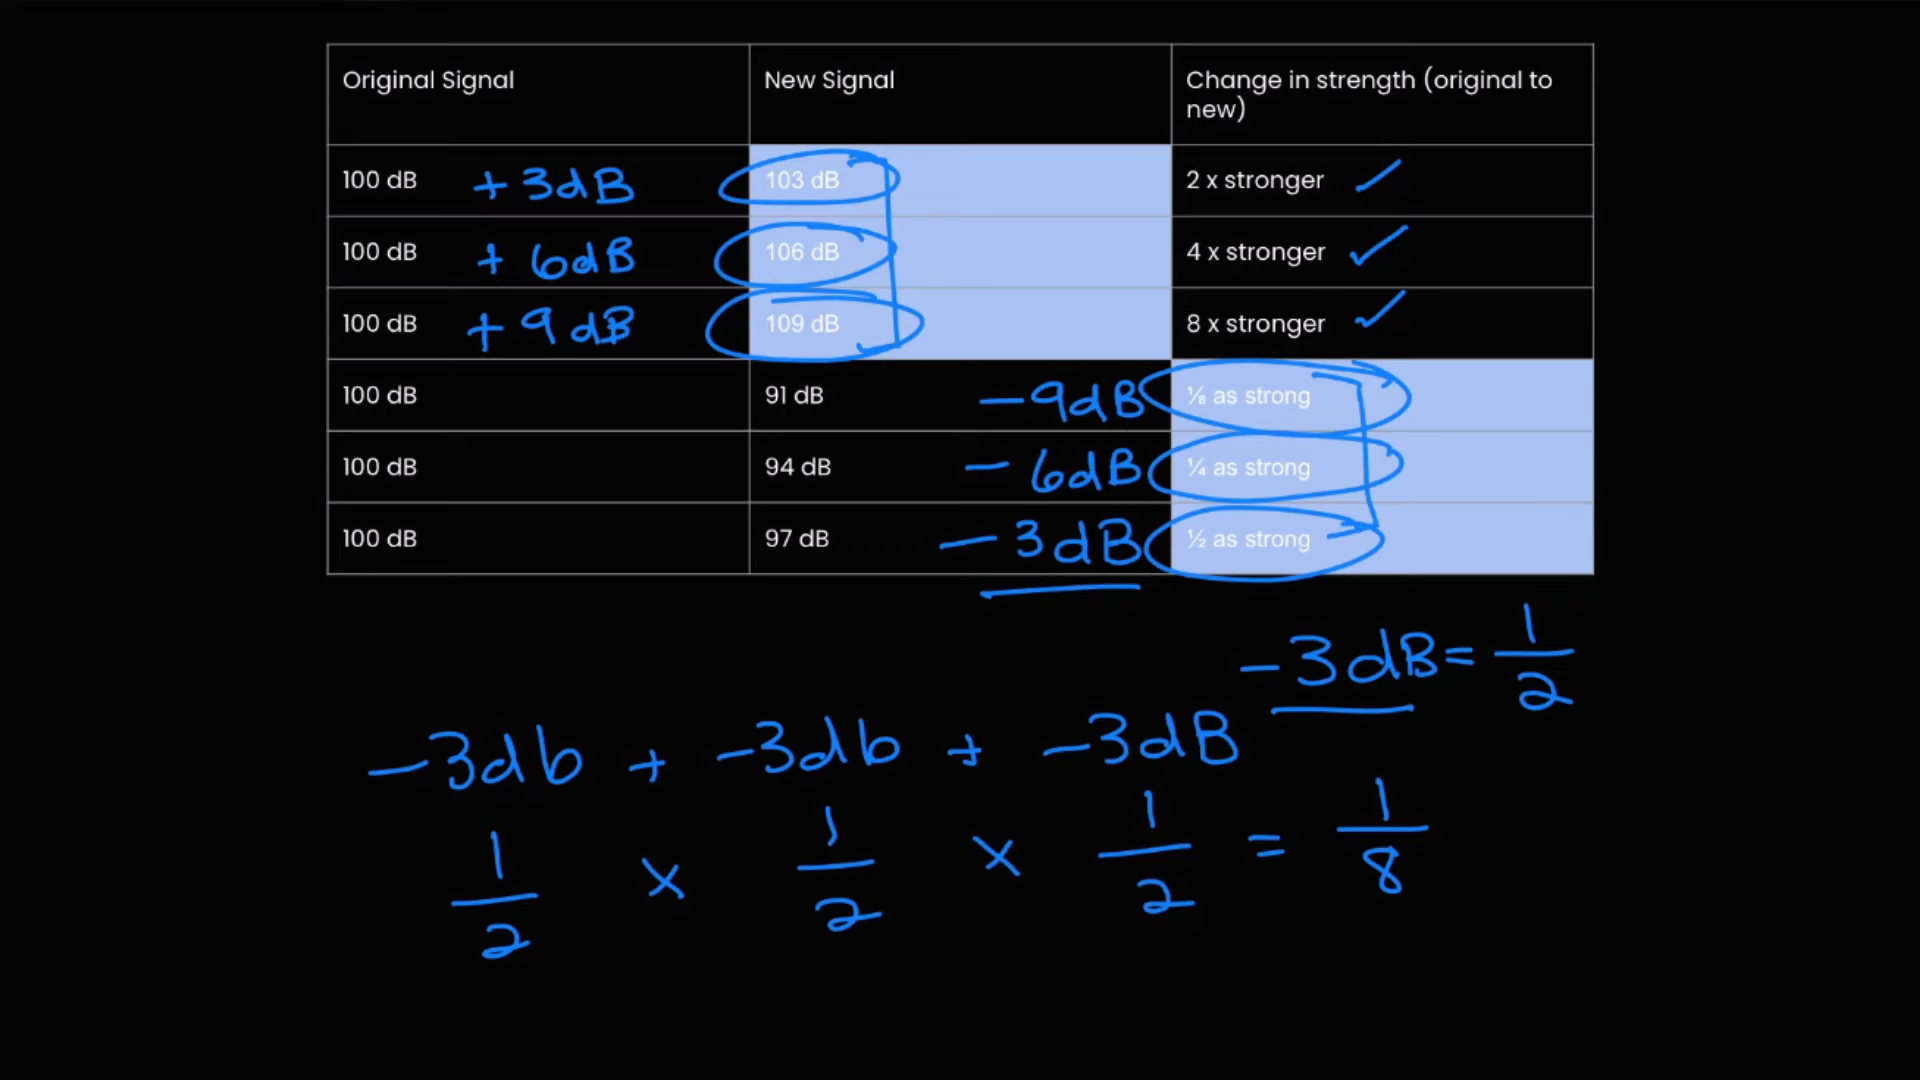 Original Signal New Signal Change in strength (original to
new)
100 dB + 3dB 103 dB 2 x stronger
100 dB + 6dB 106 dB 4 x stronger
100 dB + 9dB 109 dB 8 x stronger
100 dB 91 dB -9dB ⅛ as strong
100 dB 94 dB -6dB ¼ as strong
100 dB 97 dB -3dB ½ as strong
-3dB = 1/2
-3db + -3db + -3dB
1/2 x 1/2 x 1/2 = 1/8